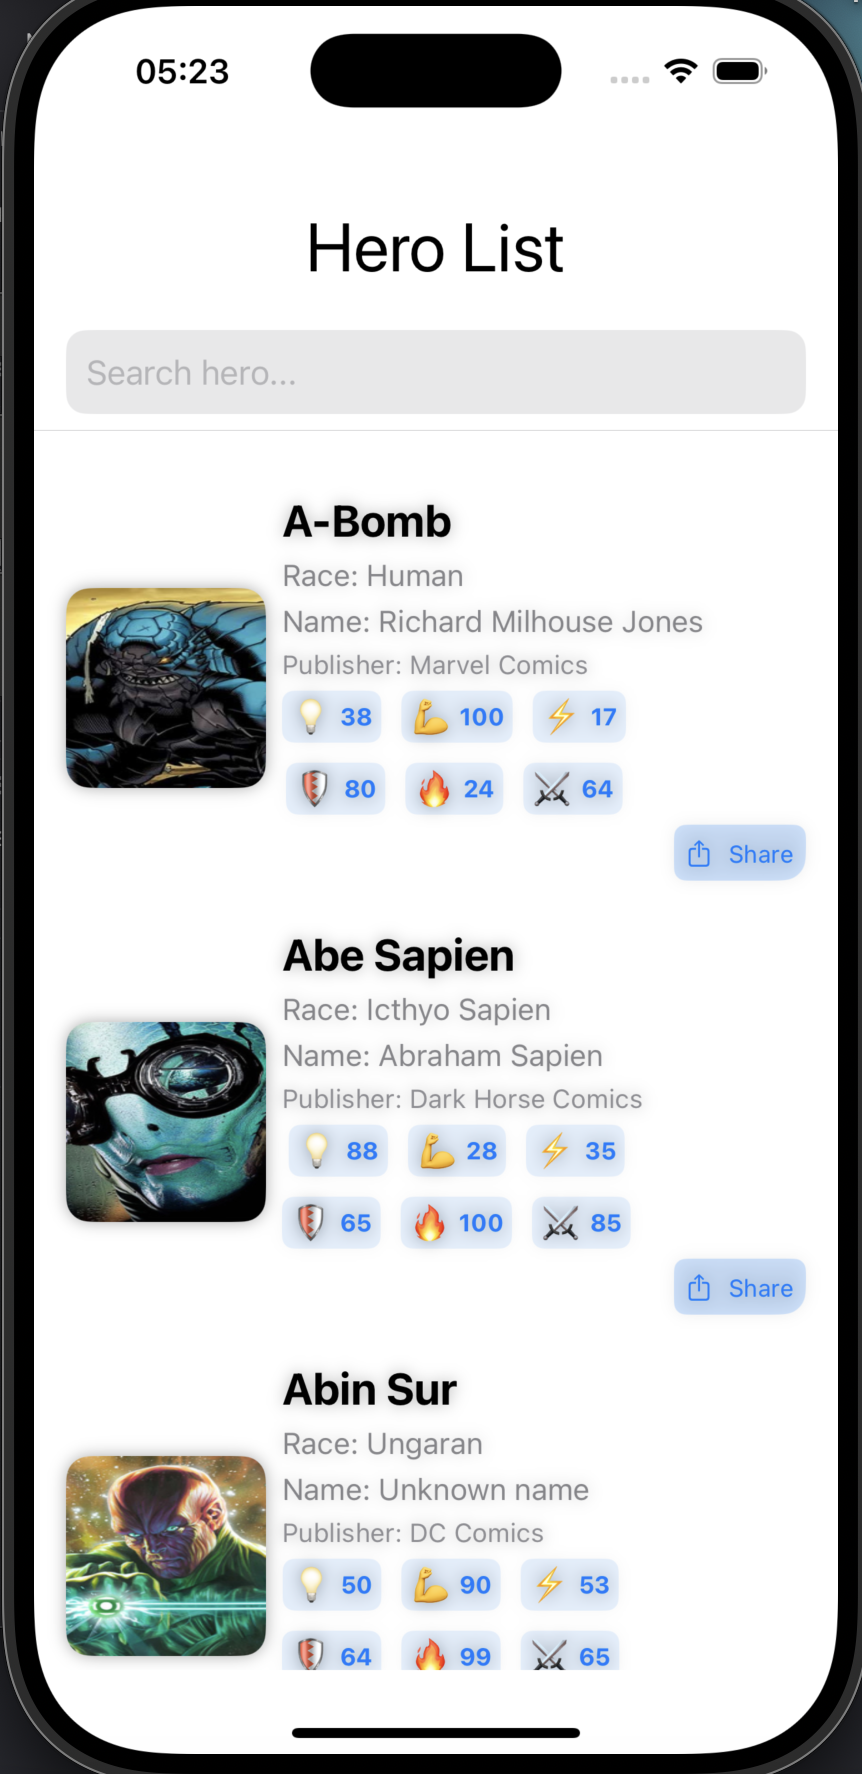 05:23
Hero List
Search hero...
A-Bomb
Race: Human
Name: Richard Milhouse Jones
Publisher: Marvel Comics
💡 38 💪 100 ⚡ 17
🛡 80 🔥 24 ⚔ 64
Share
Abe Sapien
Race: Icthyo Sapien
Name: Abraham Sapien
Publisher: Dark Horse Comics
💡 88 💪 28 ⚡ 35
🛡 65 🔥 100 ⚔ 85
Share
Abin Sur
Race: Ungaran
Name: Unknown name
Publisher: DC Comics
💡 50 💪 90 ⚡ 53
🛡 64 🔥 99 ⚔ 65